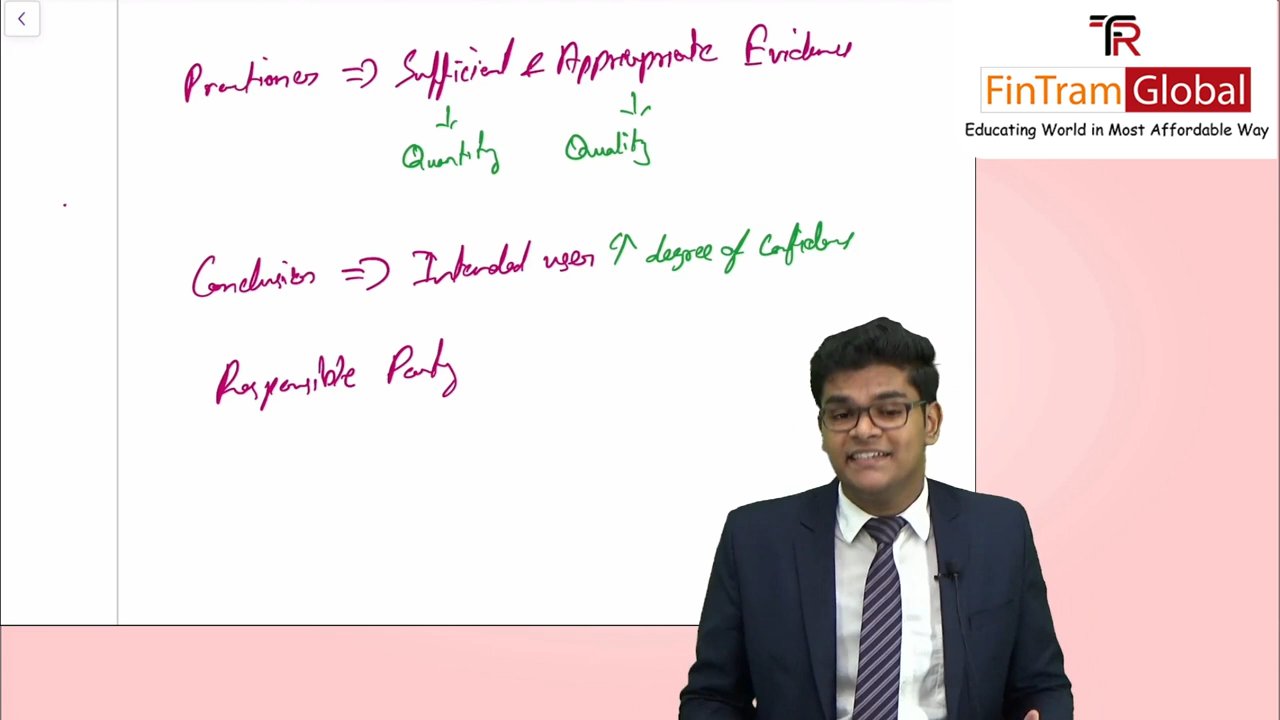 Practioner => Sufficient & Appropriate Evidence
Quantity Quality
Conclusion => Intended user ↑ degree of Confidence
Responsible Party
TR
FinTram Global
Educating World in Most Affordable Way